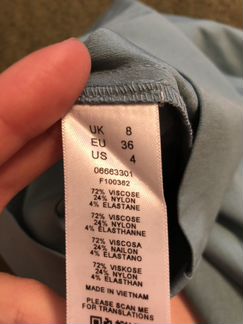 UK 8
EU 36
US 4
06663301
F100362
72% VISCOSE
24% NYLON
4% ELASTANE
72% VISCOSE
24% NYLON
4% ELASTHANNE
72% VISCOSA
24% NAILON
4% ELASTANO
72% VISKOSE
24% NYLON
4% ELASTHAN
MADE IN VIETNAM
PLEASE SCAN ME
FOR CARE